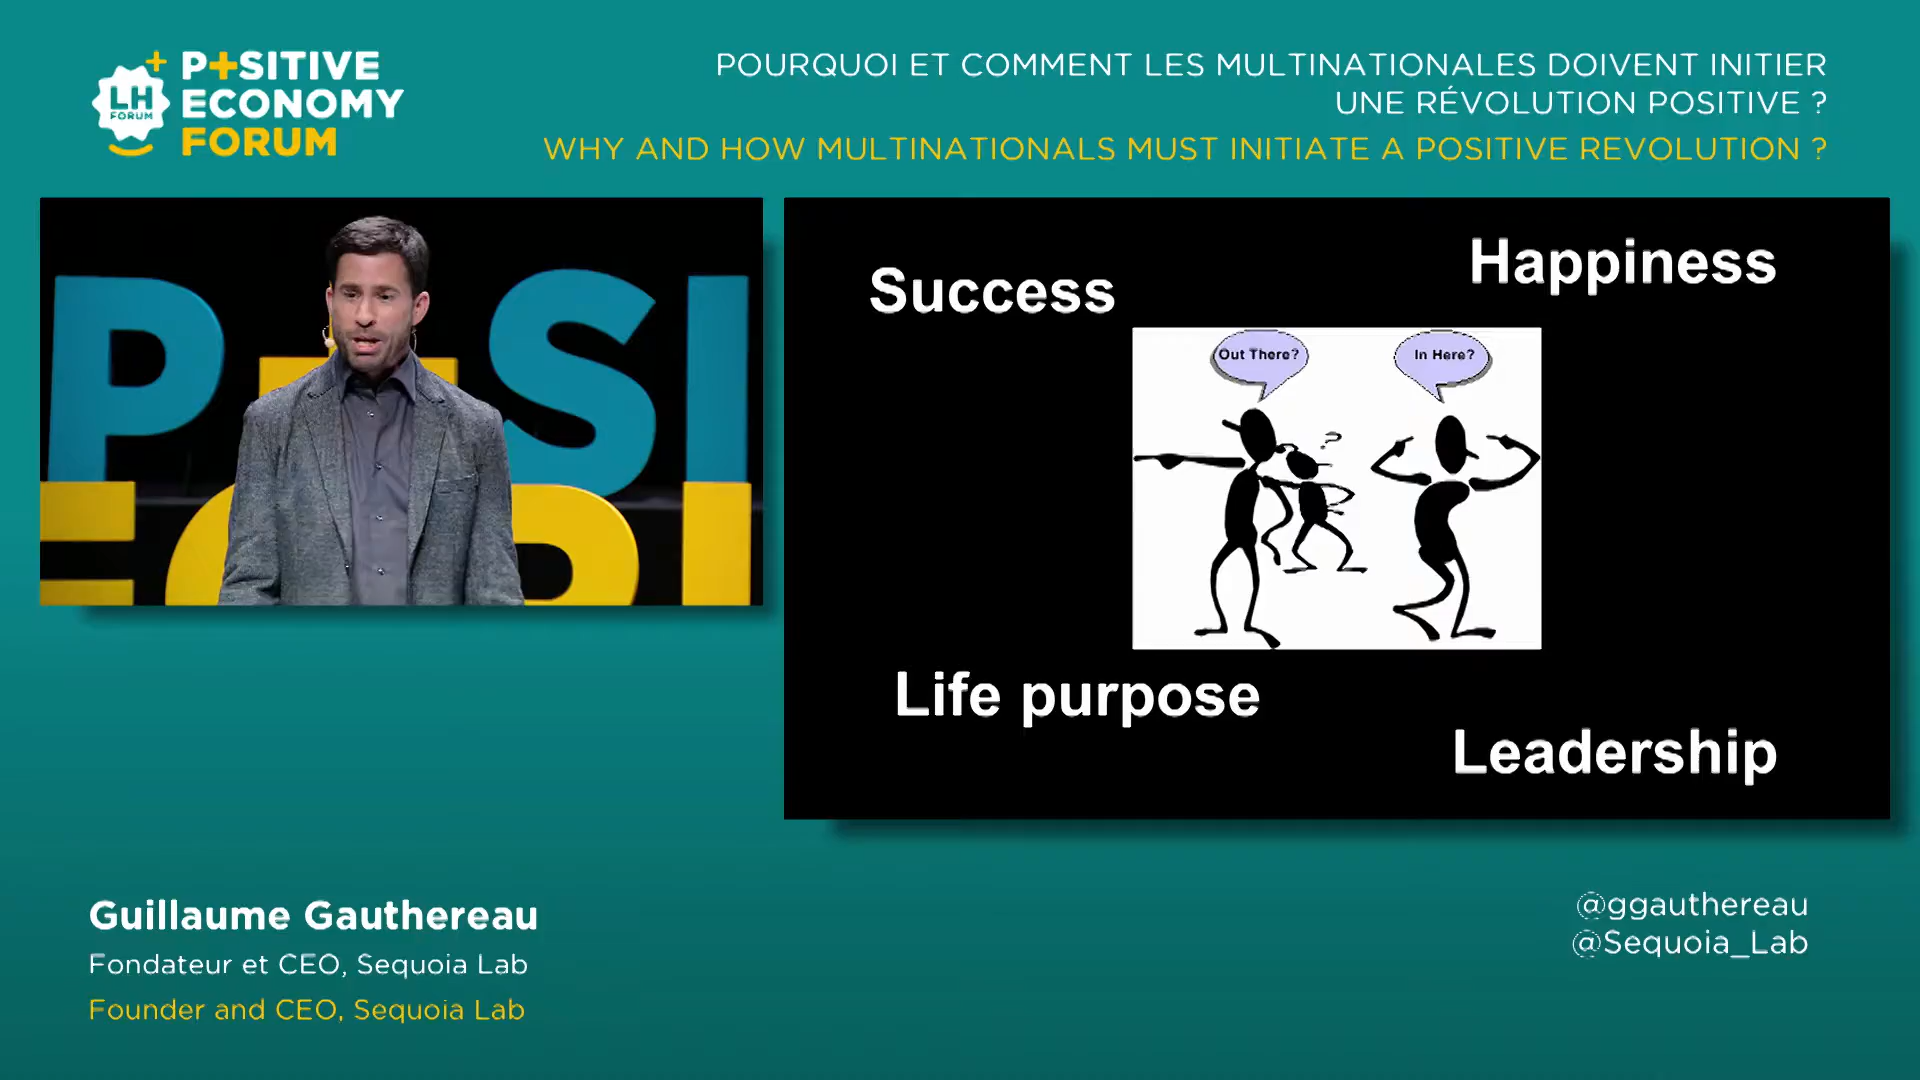 LH
FORUM
P+SITIVE
ECONOMY
FORUM
POURQUOI ET COMMENT LES MULTINATIONALES DOIVENT INITIER
UNE RÉVOLUTION POSITIVE ?
WHY AND HOW MULTINATIONALS MUST INITIATE A POSITIVE REVOLUTION ?
P+SI
Success
Happiness
Out There?
In Here?
?
Life purpose
Leadership
Guillaume Gauthereau
Fondateur et CEO, Sequoia Lab
Founder and CEO, Sequoia Lab
@ggauthereau
@Sequoia_Lab